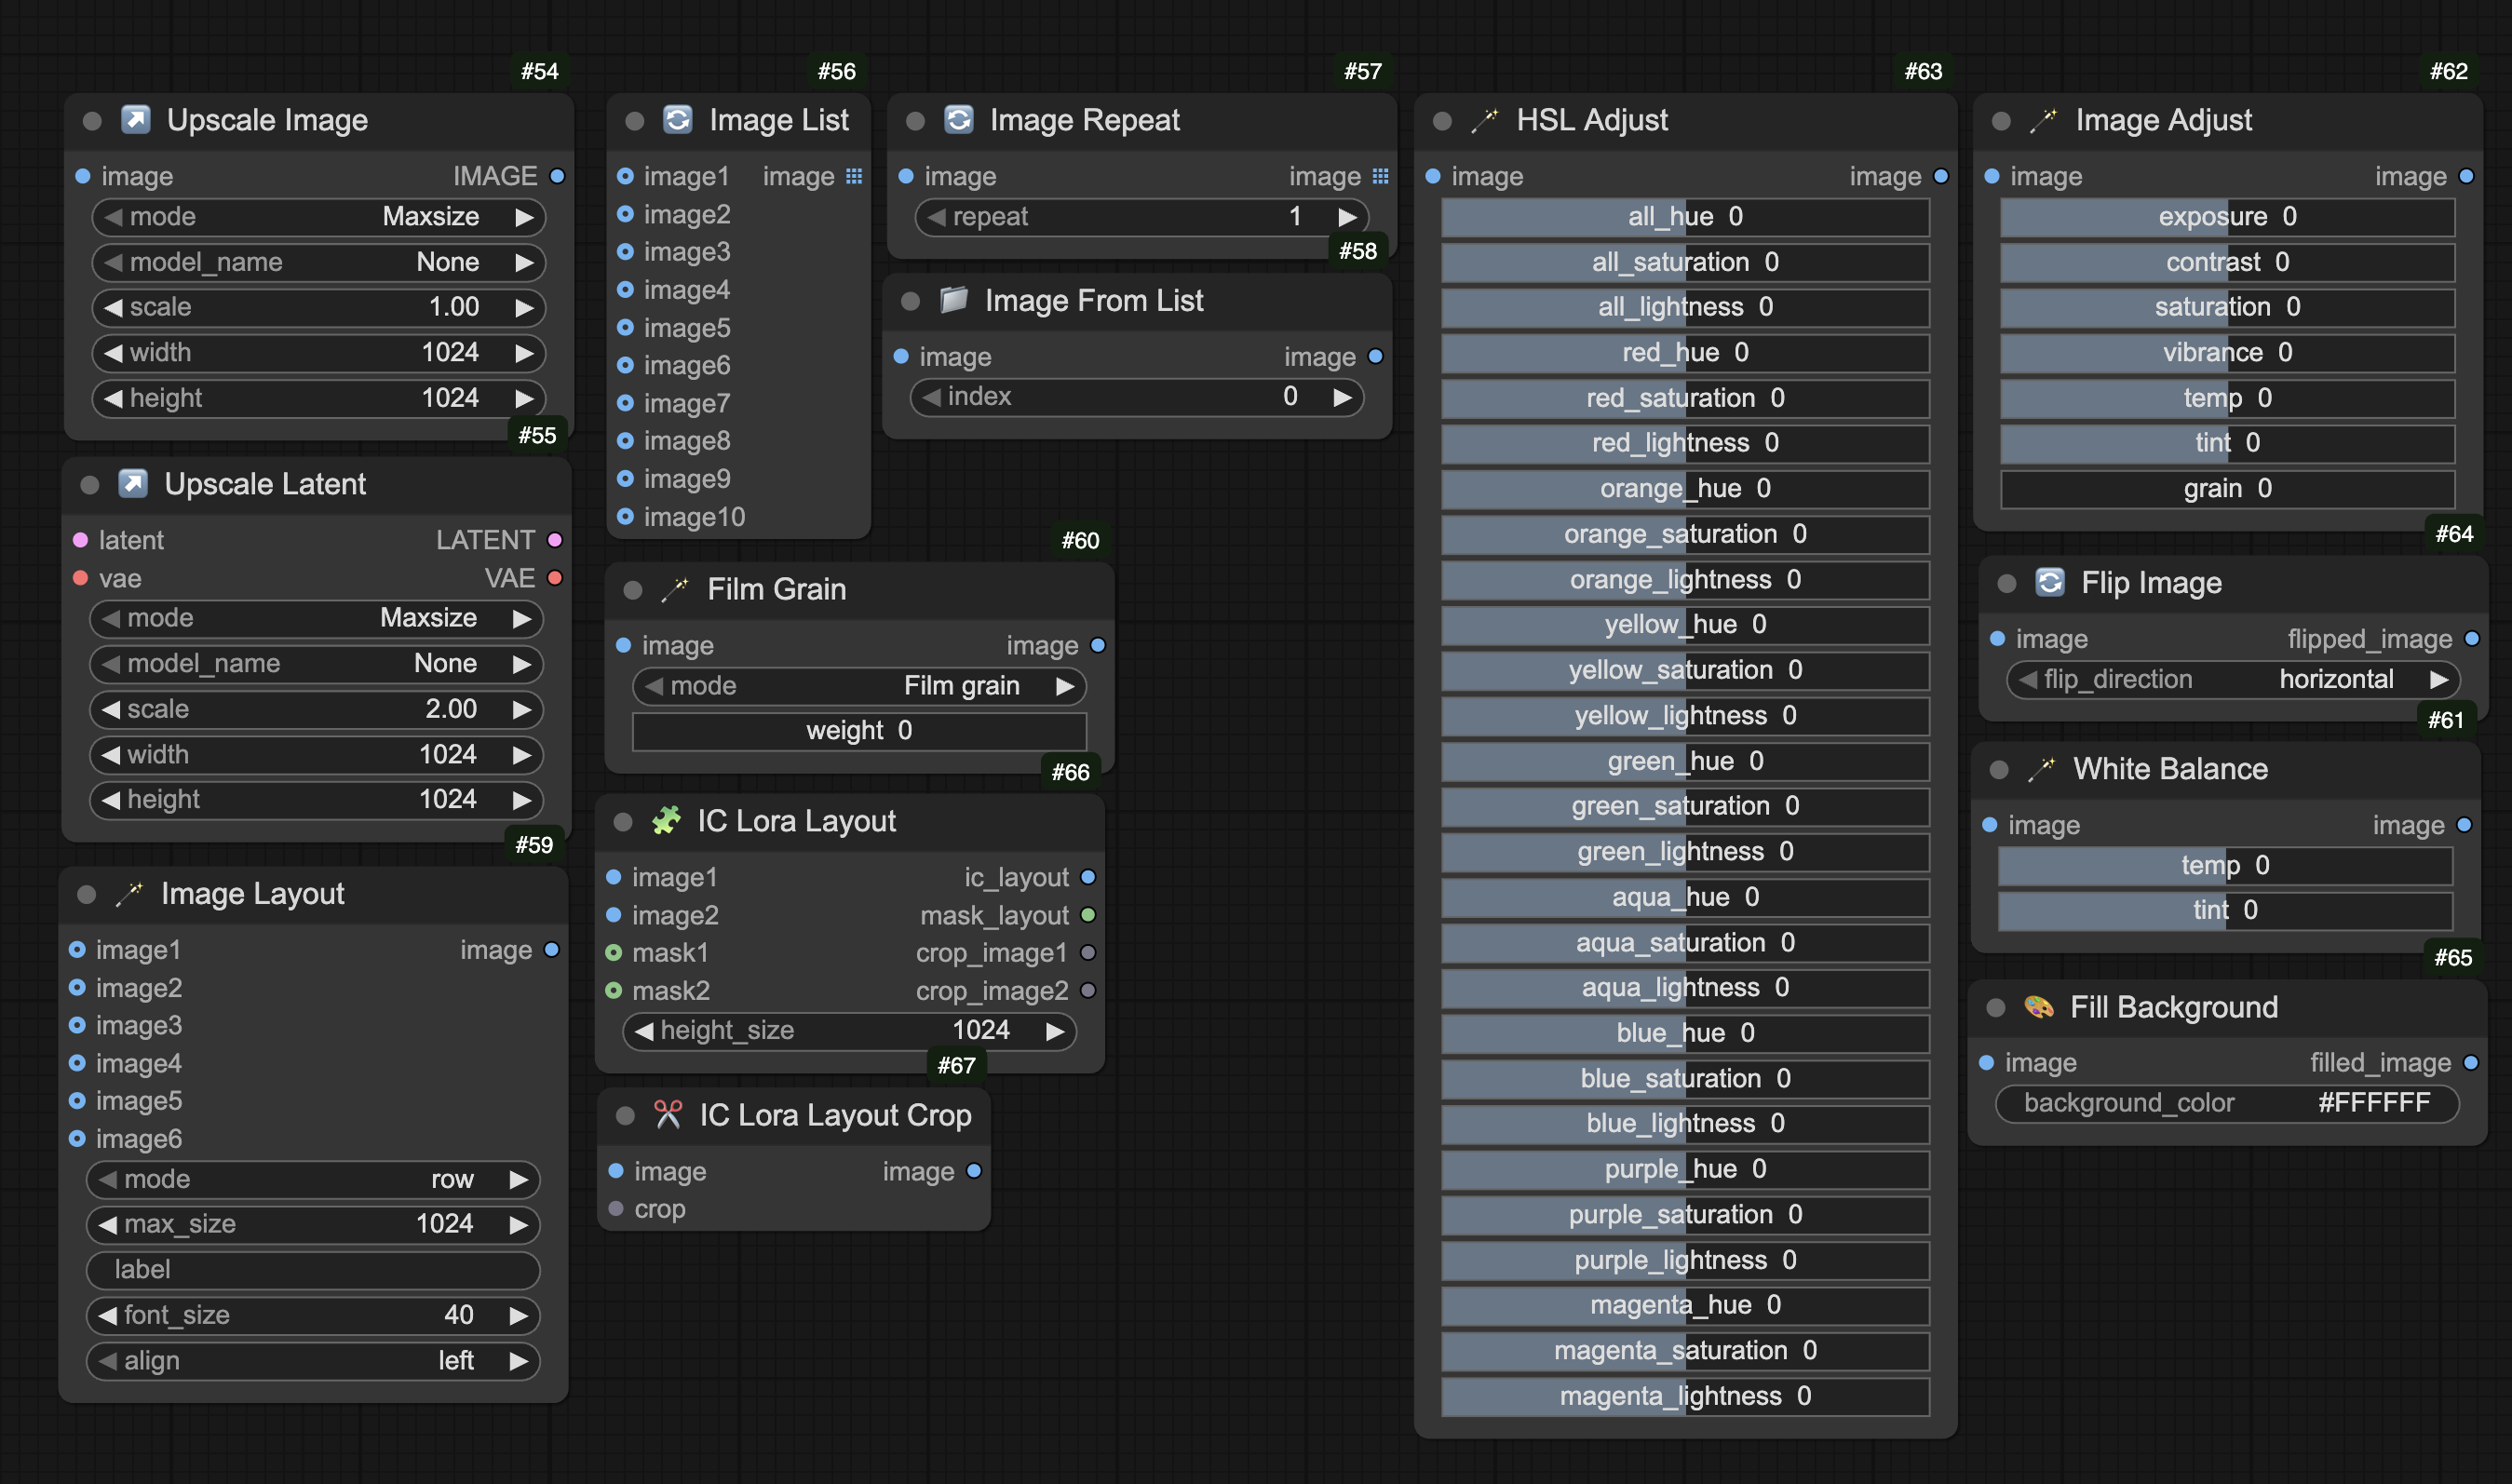 #54
Upscale Image
image IMAGE
mode Maxsize
model_name None
scale 1.00
width 1024
height 1024
#55
Upscale Latent
latent LATENT
vae VAE
mode Maxsize
model_name None
scale 2.00
width 1024
height 1024
#59
Image Layout
image1 image
image2
image3
image4
image5
image6
mode row
max_size 1024
label
font_size 40
align left
#56
Image List
image1 image
image2
image3
image4
image5
image6
image7
image8
image9
image10
#57
Image Repeat
image image
repeat 1
#58
Image From List
image image
index 0
#60
Film Grain
image image
mode Film grain
weight 0
#66
IC Lora Layout
image1 ic_layout
image2 mask_layout
mask1 crop_image1
mask2 crop_image2
height_size 1024
#67
IC Lora Layout Crop
image image
crop
#63
HSL Adjust
image image
all_hue 0
all_saturation 0
all_lightness 0
red_hue 0
red_saturation 0
red_lightness 0
orange_hue 0
orange_saturation 0
orange_lightness 0
yellow_hue 0
yellow_saturation 0
yellow_lightness 0
green_hue 0
green_saturation 0
green_lightness 0
aqua_hue 0
aqua_saturation 0
aqua_lightness 0
blue_hue 0
blue_saturation 0
blue_lightness 0
purple_hue 0
purple_saturation 0
purple_lightness 0
magenta_hue 0
magenta_saturation 0
magenta_lightness 0
#62
Image Adjust
image image
exposure 0
contrast 0
saturation 0
vibrance 0
temp 0
tint 0
grain 0
#64
Flip Image
image flipped_image
flip_direction horizontal
#61
White Balance
image image
temp 0
tint 0
#65
Fill Background
image filled_image
background_color #FFFFFF